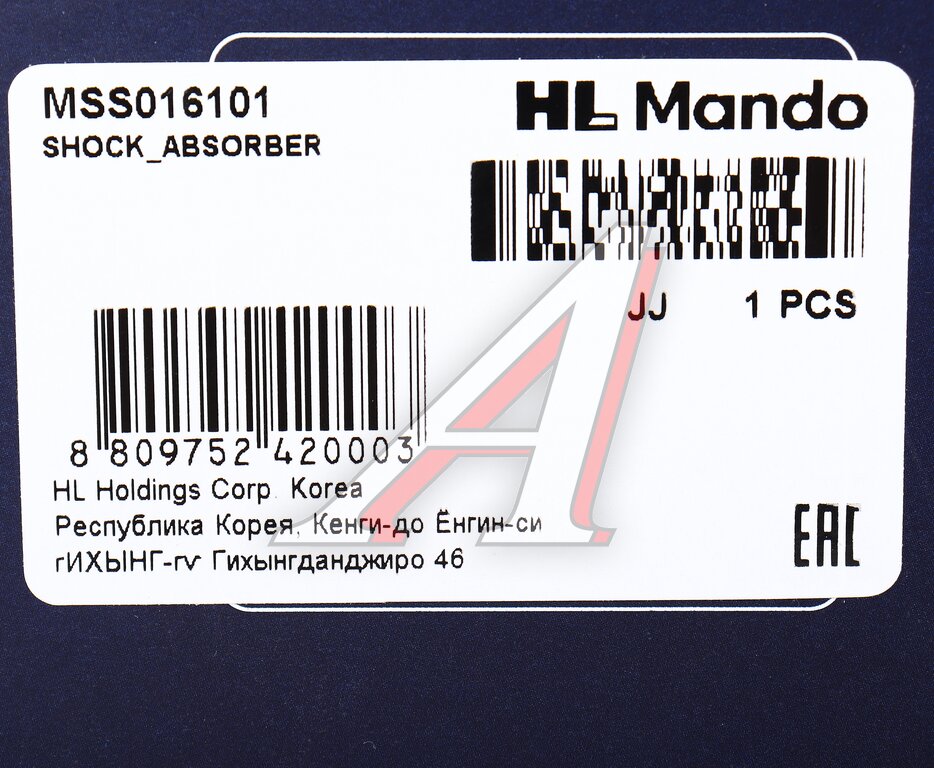 MSS016101
SHOCK_ABSORBER
HL Mando
JJ 1 PCS
8 809752 420003
HL Holdings Corp. Korea
Республика Корея, Кенги-до Ёнгин-си
гИХЫНГ-гу Гихынгданджиро 46
EAC